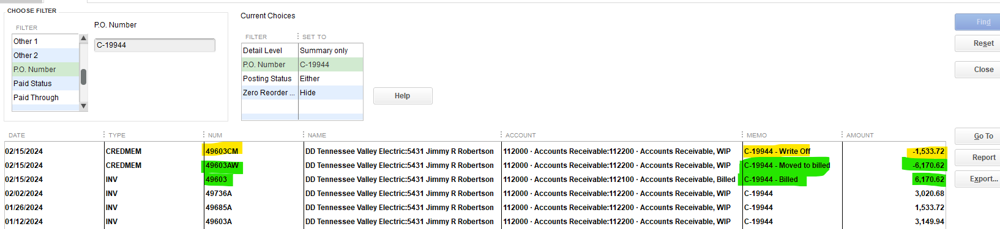 CHOOSE FILTER
FILTER
Other 1
Other 2
P.O. Number
Paid Status
Paid Through
P.O. Number
C-19944
Current Choices
FILTER SET TO
Detail Level Summary only
P.O. Number C-19944
Posting Status Either
Zero Reorder ... Hide
Help
Find
Reset
Close
DATE TYPE NUM NAME ACCOUNT MEMO AMOUNT
02/15/2024 CREDMEM 49603CM DD Tennessee Valley Electric:5431 Jimmy R Robertson 112000 · Accounts Receivable:112200 · Accounts Receivable, WIP C-19944 - Write Off -1,533.72
02/15/2024 CREDMEM 49603AW DD Tennessee Valley Electric:5431 Jimmy R Robertson 112000 · Accounts Receivable:112200 · Accounts Receivable, WIP C-19944 - Moved to billed -6,170.62
02/15/2024 INV 49603 DD Tennessee Valley Electric:5431 Jimmy R Robertson 112000 · Accounts Receivable:112100 · Accounts Receivable, Billed C-19944 - Billed 6,170.62
02/02/2024 INV 49736A DD Tennessee Valley Electric:5431 Jimmy R Robertson 112000 · Accounts Receivable:112200 · Accounts Receivable, WIP C-19944 3,020.68
01/26/2024 INV 49685A DD Tennessee Valley Electric:5431 Jimmy R Robertson 112000 · Accounts Receivable:112200 · Accounts Receivable, WIP C-19944 1,533.72
01/12/2024 INV 49603A DD Tennessee Valley Electric:5431 Jimmy R Robertson 112000 · Accounts Receivable:112200 · Accounts Receivable, WIP C-19944 3,149.94
Go To
Report
Export...